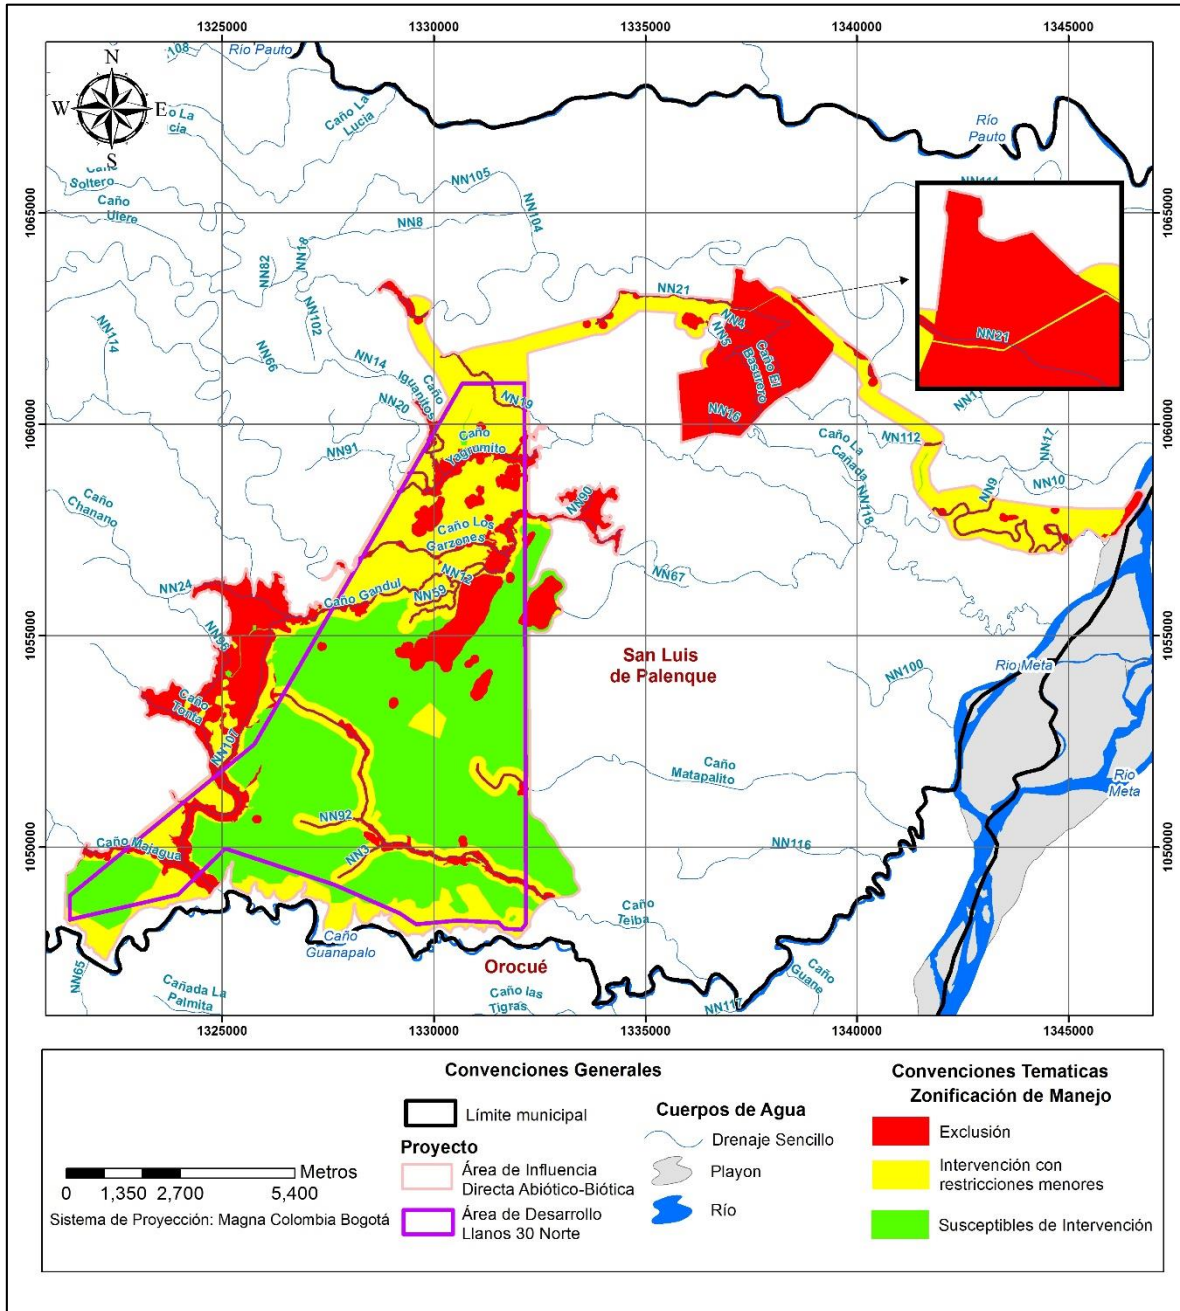 1325000
1330000
1335000
1340000
1345000
108
Río Pauto
N
W
E
S
Caño La
Lucia
Río
Pauto
Caño
Soltero
NN105
Caño
Ulere
NN104
1065000
1065000
NN8
NN18
NN82
NN21
NN102
NN4
NN5
NN21
NN114
NN66
NN14
Caño
Iguanitos
Caño El
Basurero
NN20
NN19
NN16
1060000
1060000
Caño
Yagrumito
NN91
Caño La
Cañada
NN112
NN17
NN9
NN10
Caño
Chanano
NN90
NN118
Caño Los
Garzones
NN24
NN12
NN67
NN59
Caño Gandul
1055000
1055000
NN98
San Luis
de Palenque
NN100
Rio Meta
Caño
Tonta
NN107
Caño
Matapalito
Rio
Meta
NN92
Caño Majagua
NN3
NN116
1050000
1050000
Caño
Teiba
Caño
Guanapalo
Orocué
NN65
Caño
Guane
Cañada La
Palmita
Caño las
Tigras
NN117
1325000
1330000
1335000
1340000
1345000
Convenciones Generales
Límite municipal
Proyecto
Área de Influencia
Directa Abiótico-Biótica
Área de Desarrollo
Llanos 30 Norte
Cuerpos de Agua
Drenaje Sencillo
Playon
Río
Convenciones Tematicas
Zonificación de Manejo
Exclusión
Intervención con
restricciones menores
Susceptibles de Intervención
Metros
0 1,350 2,700 5,400
Sistema de Proyección: Magna Colombia Bogotá